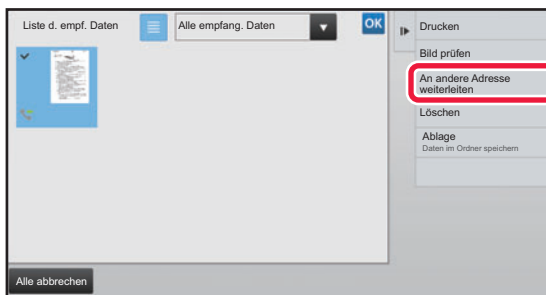 Liste d. empf. Daten
Alle empfang. Daten
OK
Drucken
Bild prüfen
An andere Adresse
weiterleiten
Löschen
Ablage
Daten im Ordner speichern
Alle abbrechen